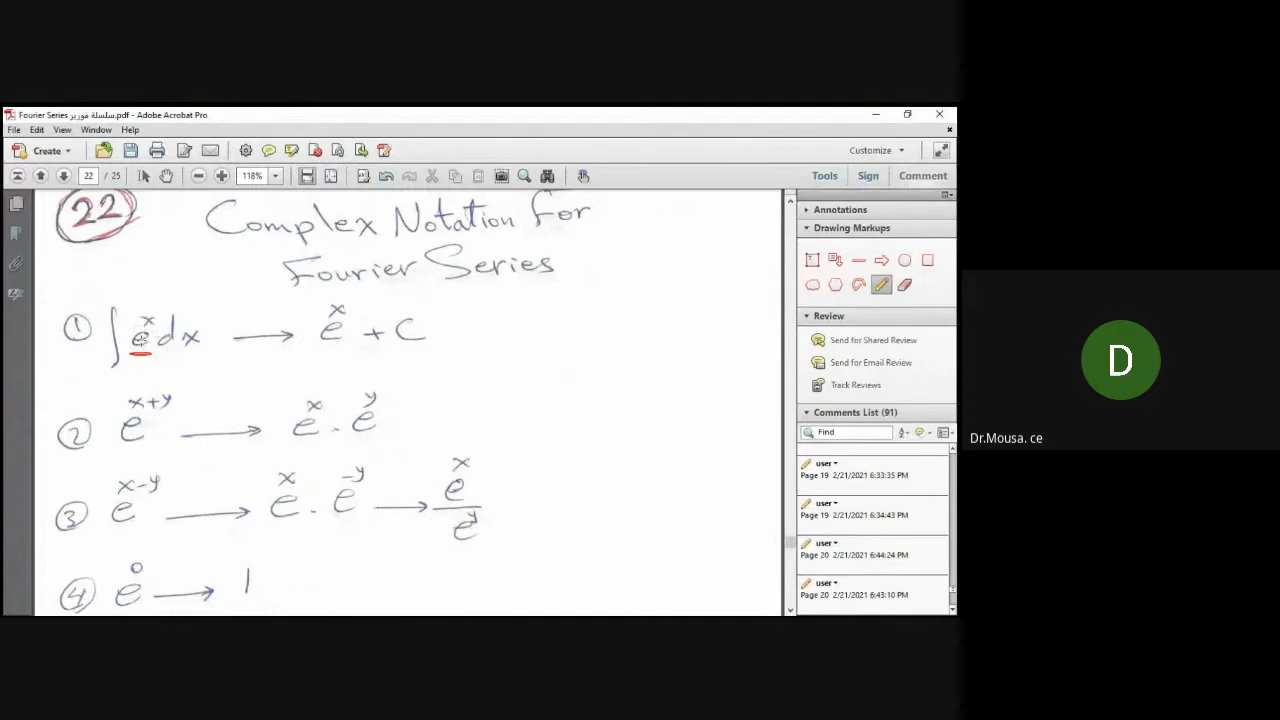 Fourier Series سلسلة فوريير.pdf - Adobe Acrobat Pro
File Edit View Window Help
Create Customize
22 / 25 118% Tools Sign Comment
22 Complex Notation For
Fourier Series
① ∫ e^x dx → e^x + C
② e^{x+y} → e^x . e^y
③ e^{x-y} → e^x . e^{-y} → e^x / e^y
④ e^0 → 1
Annotations
Drawing Markups
T
Review
Send for Shared Review
Send for Email Review
Track Reviews
Comments List (91)
Find
user
Page 19 2/21/2021 6:33:35 PM
user
Page 19 2/21/2021 6:34:43 PM
user
Page 20 2/21/2021 6:44:24 PM
user
Page 20 2/21/2021 6:43:10 PM
D
Dr.Mousa. ce